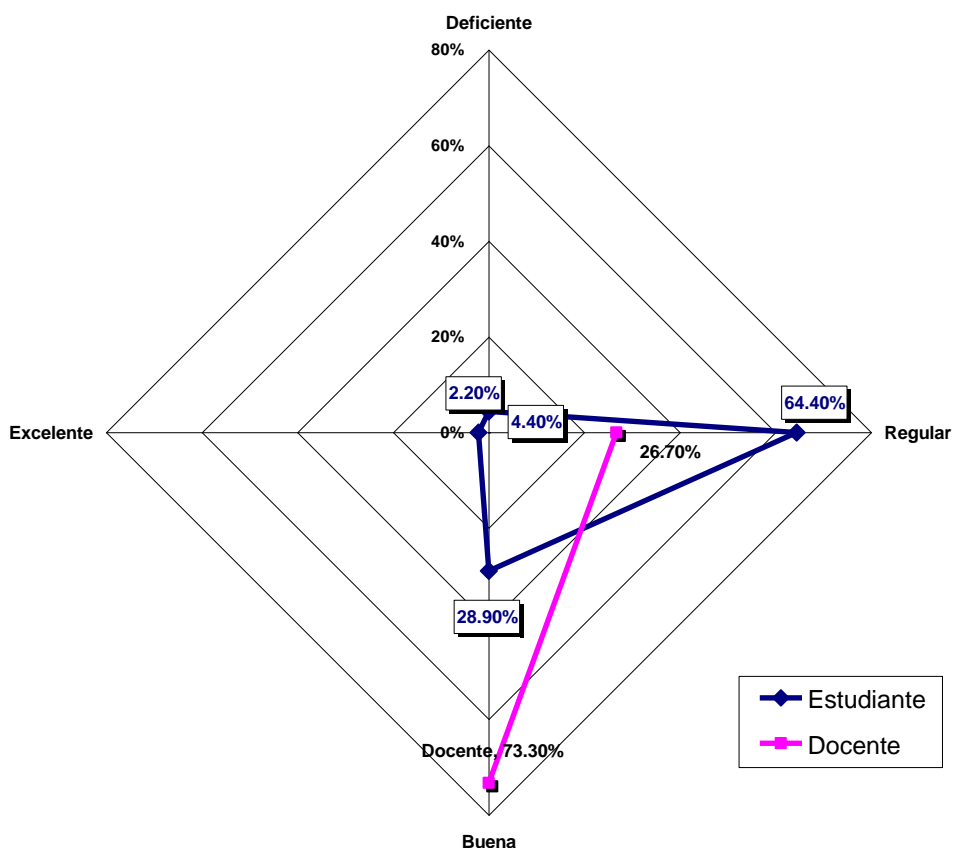 Deficiente
80%
60%
40%
20%
2.20%
64.40%
4.40%
Excelente
0%
Regular
26.70%
28.90%
Estudiante
Docente
Docente, 73.30%
Buena